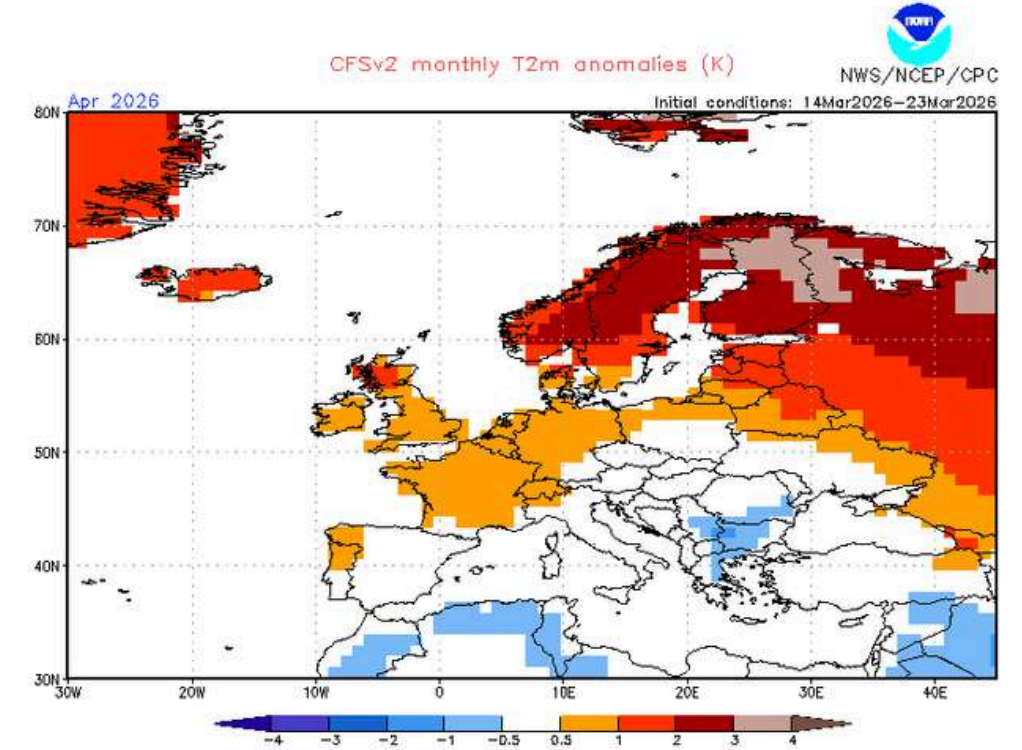 NOAA
CFSv2 monthly T2m anomalies (K)
NWS/NCEP/CPC
Apr 2026
Initial conditions: 14Mar2026–23Mar2026
80N
70N
60N
50N
40N
30N
30W 20W 10W 0 10E 20E 30E 40E
−4 −3 −2 −1 −0.5 0.5 1 2 3 4